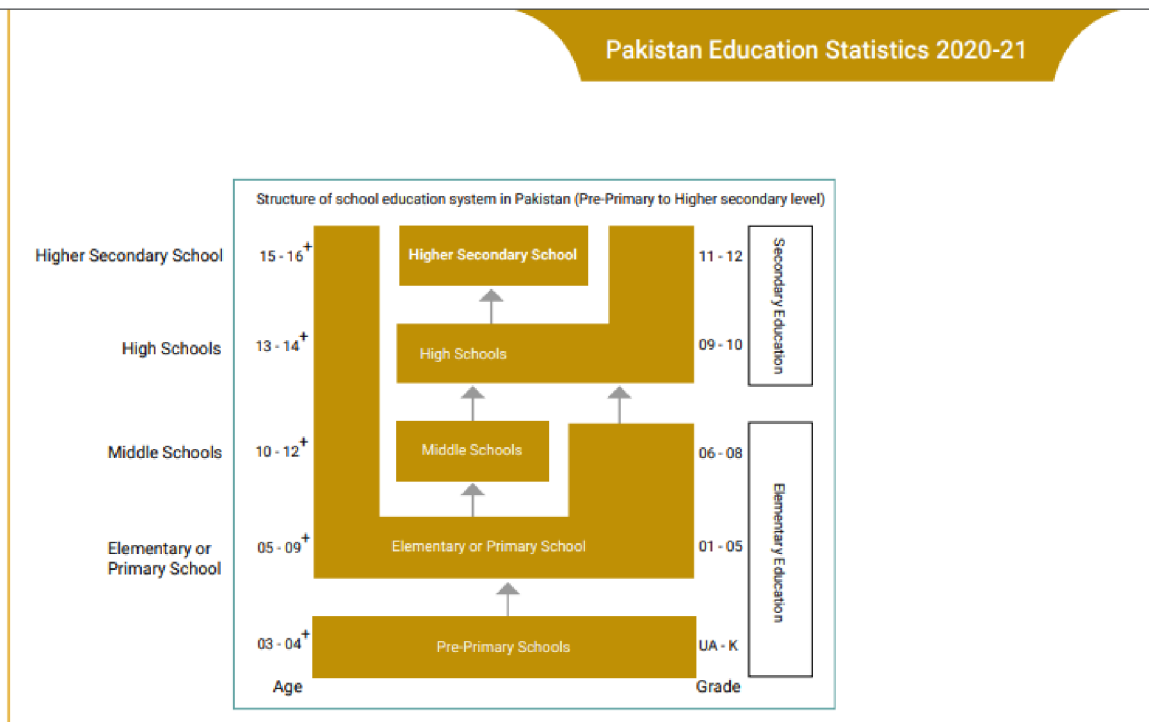 Pakistan Education Statistics 2020-21
Structure of school education system in Pakistan (Pre-Primary to Higher secondary level)
Higher Secondary School
15 - 16+
Higher Secondary School
11 - 12
Secondary Education
High Schools
13 - 14+
High Schools
09 - 10
Middle Schools
10 - 12+
Middle Schools
06 - 08
Elementary Education
Elementary or
Primary School
05 - 09+
Elementary or Primary School
01 - 05
03 - 04+
Pre-Primary Schools
UA - K
Age
Grade